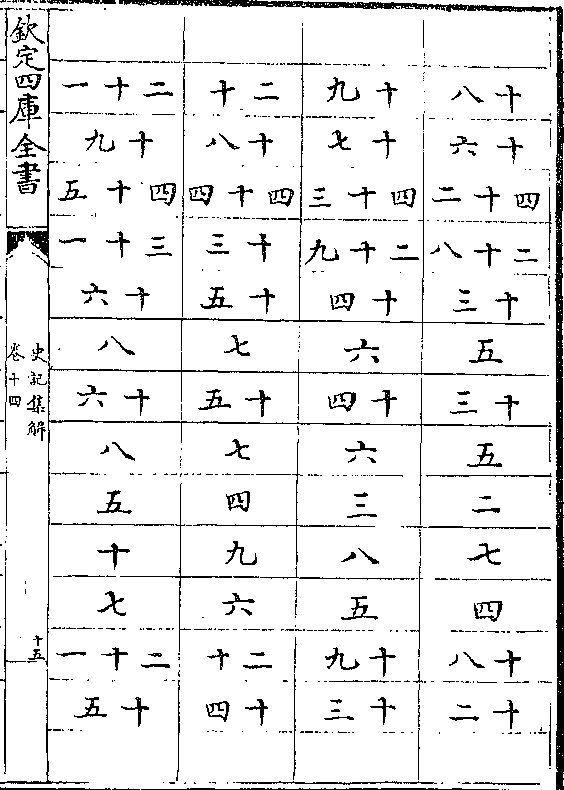 十八
十六
四十二
二十八
十三
五
十三
五
二
七
四
十八
十二
十九
十七
四十三
二十九
十四
六
十四
六
三
八
五
十九
十三
二十
十八
四十四
十三
十五
七
十五
七
四
九
六
二十
十四
二十一
十九
四十五
三十一
十六
八
十六
八
五
十
七
二十一
十五
欽定四庫全書
史記集解
卷十四
十五